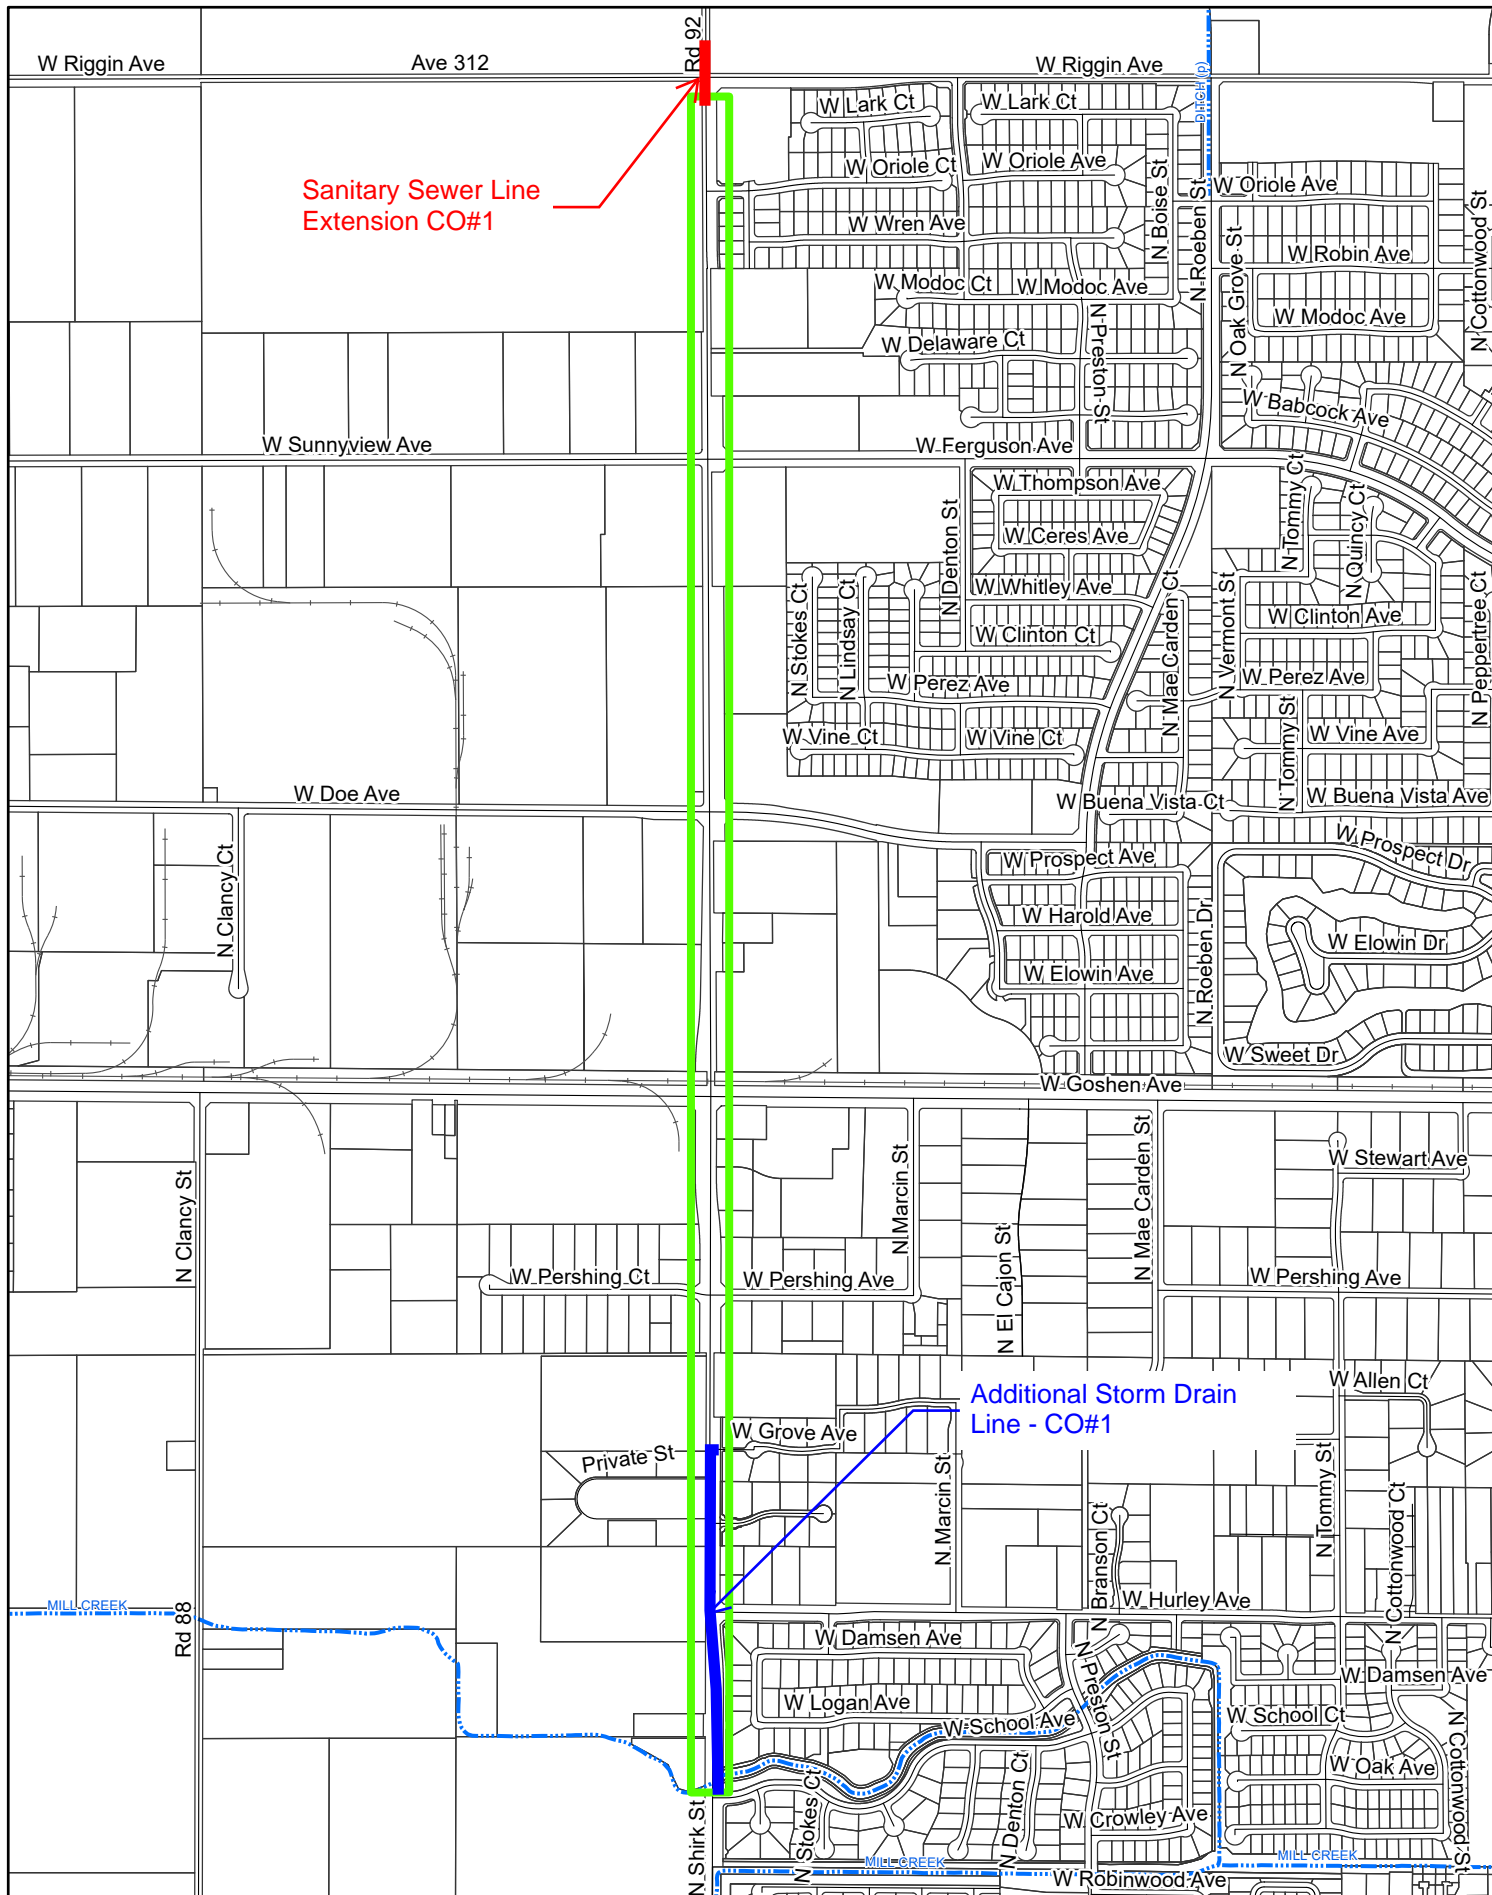 Rd 92
W Riggin Ave
Ave 312
W Riggin Ave
DITCH (p)
W Lark Ct
W Lark Ct
W Oriole Ct
W Oriole Ave
W Oriole Ave
Sanitary Sewer Line
Extension CO#1
N Boise St
N Roeben St
N Cottonwood St
W Wren Ave
N Oak Grove St
W Robin Ave
W Modoc Ct
W Modoc Ave
W Modoc Ave
N Preston St
W Delaware Ct
W Babcock Ave
W Sunnyview Ave
W Ferguson Ave
W Thompson Ave
N Tommy Ct
N Quincy Ct
N Denton St
W Ceres Ave
W Whitley Ave
N Stokes Ct
N Lindsay Ct
N Mae Carden Ct
N Vermont St
W Clinton Ave
N Peppertree Ct
W Clinton Ct
W Perez Ave
W Perez Ave
W Vine Ct
W Vine Ct
N Tommy St
W Vine Ave
W Doe Ave
W Buena Vista Ct
W Buena Vista Ave
N Clancy Ct
W Prospect Ave
W Prospect Dr
W Harold Ave
N Roeben Dr
W Elowin Dr
W Elowin Ave
W Sweet Dr
W Goshen Ave
N Clancy St
N Marcin St
N Mae Carden St
W Stewart Ave
W Pershing Ct
W Pershing Ave
N El Cajon St
W Pershing Ave
Additional Storm Drain
Line - CO#1
W Allen Ct
W Grove Ave
Private St
N Marcin St
N Tommy St
N Cottonwood Ct
N Branson Ct
MILL CREEK
Rd 88
W Hurley Ave
W Damsen Ave
N Preston St
W Damsen Ave
W Logan Ave
W School Ave
W School Ct
N Cottonwood St
W Oak Ave
N Shirk St
N Stokes Ct
N Denton Ct
W Crowley Ave
MILL CREEK
MILL CREEK
W Robinwood Ave